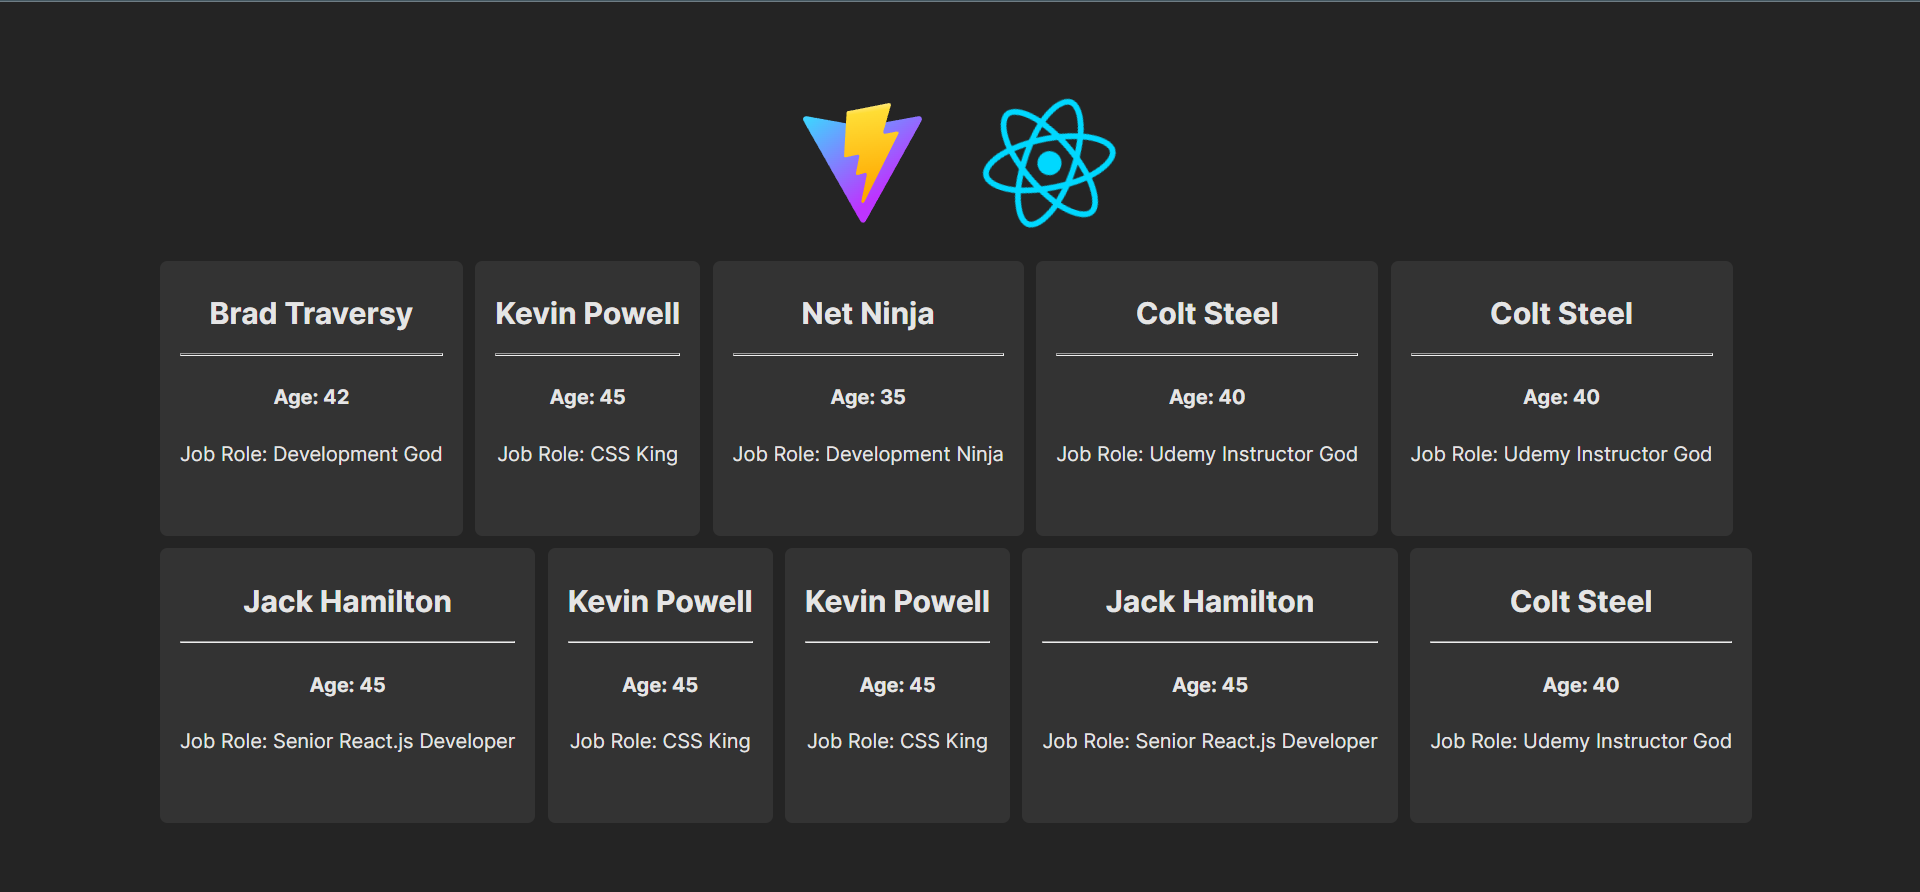 Brad Traversy
Age: 42
Job Role: Development God
Kevin Powell
Age: 45
Job Role: CSS King
Net Ninja
Age: 35
Job Role: Development Ninja
Colt Steel
Age: 40
Job Role: Udemy Instructor God
Colt Steel
Age: 40
Job Role: Udemy Instructor God
Jack Hamilton
Age: 45
Job Role: Senior React.js Developer
Kevin Powell
Age: 45
Job Role: CSS King
Kevin Powell
Age: 45
Job Role: CSS King
Jack Hamilton
Age: 45
Job Role: Senior React.js Developer
Colt Steel
Age: 40
Job Role: Udemy Instructor God